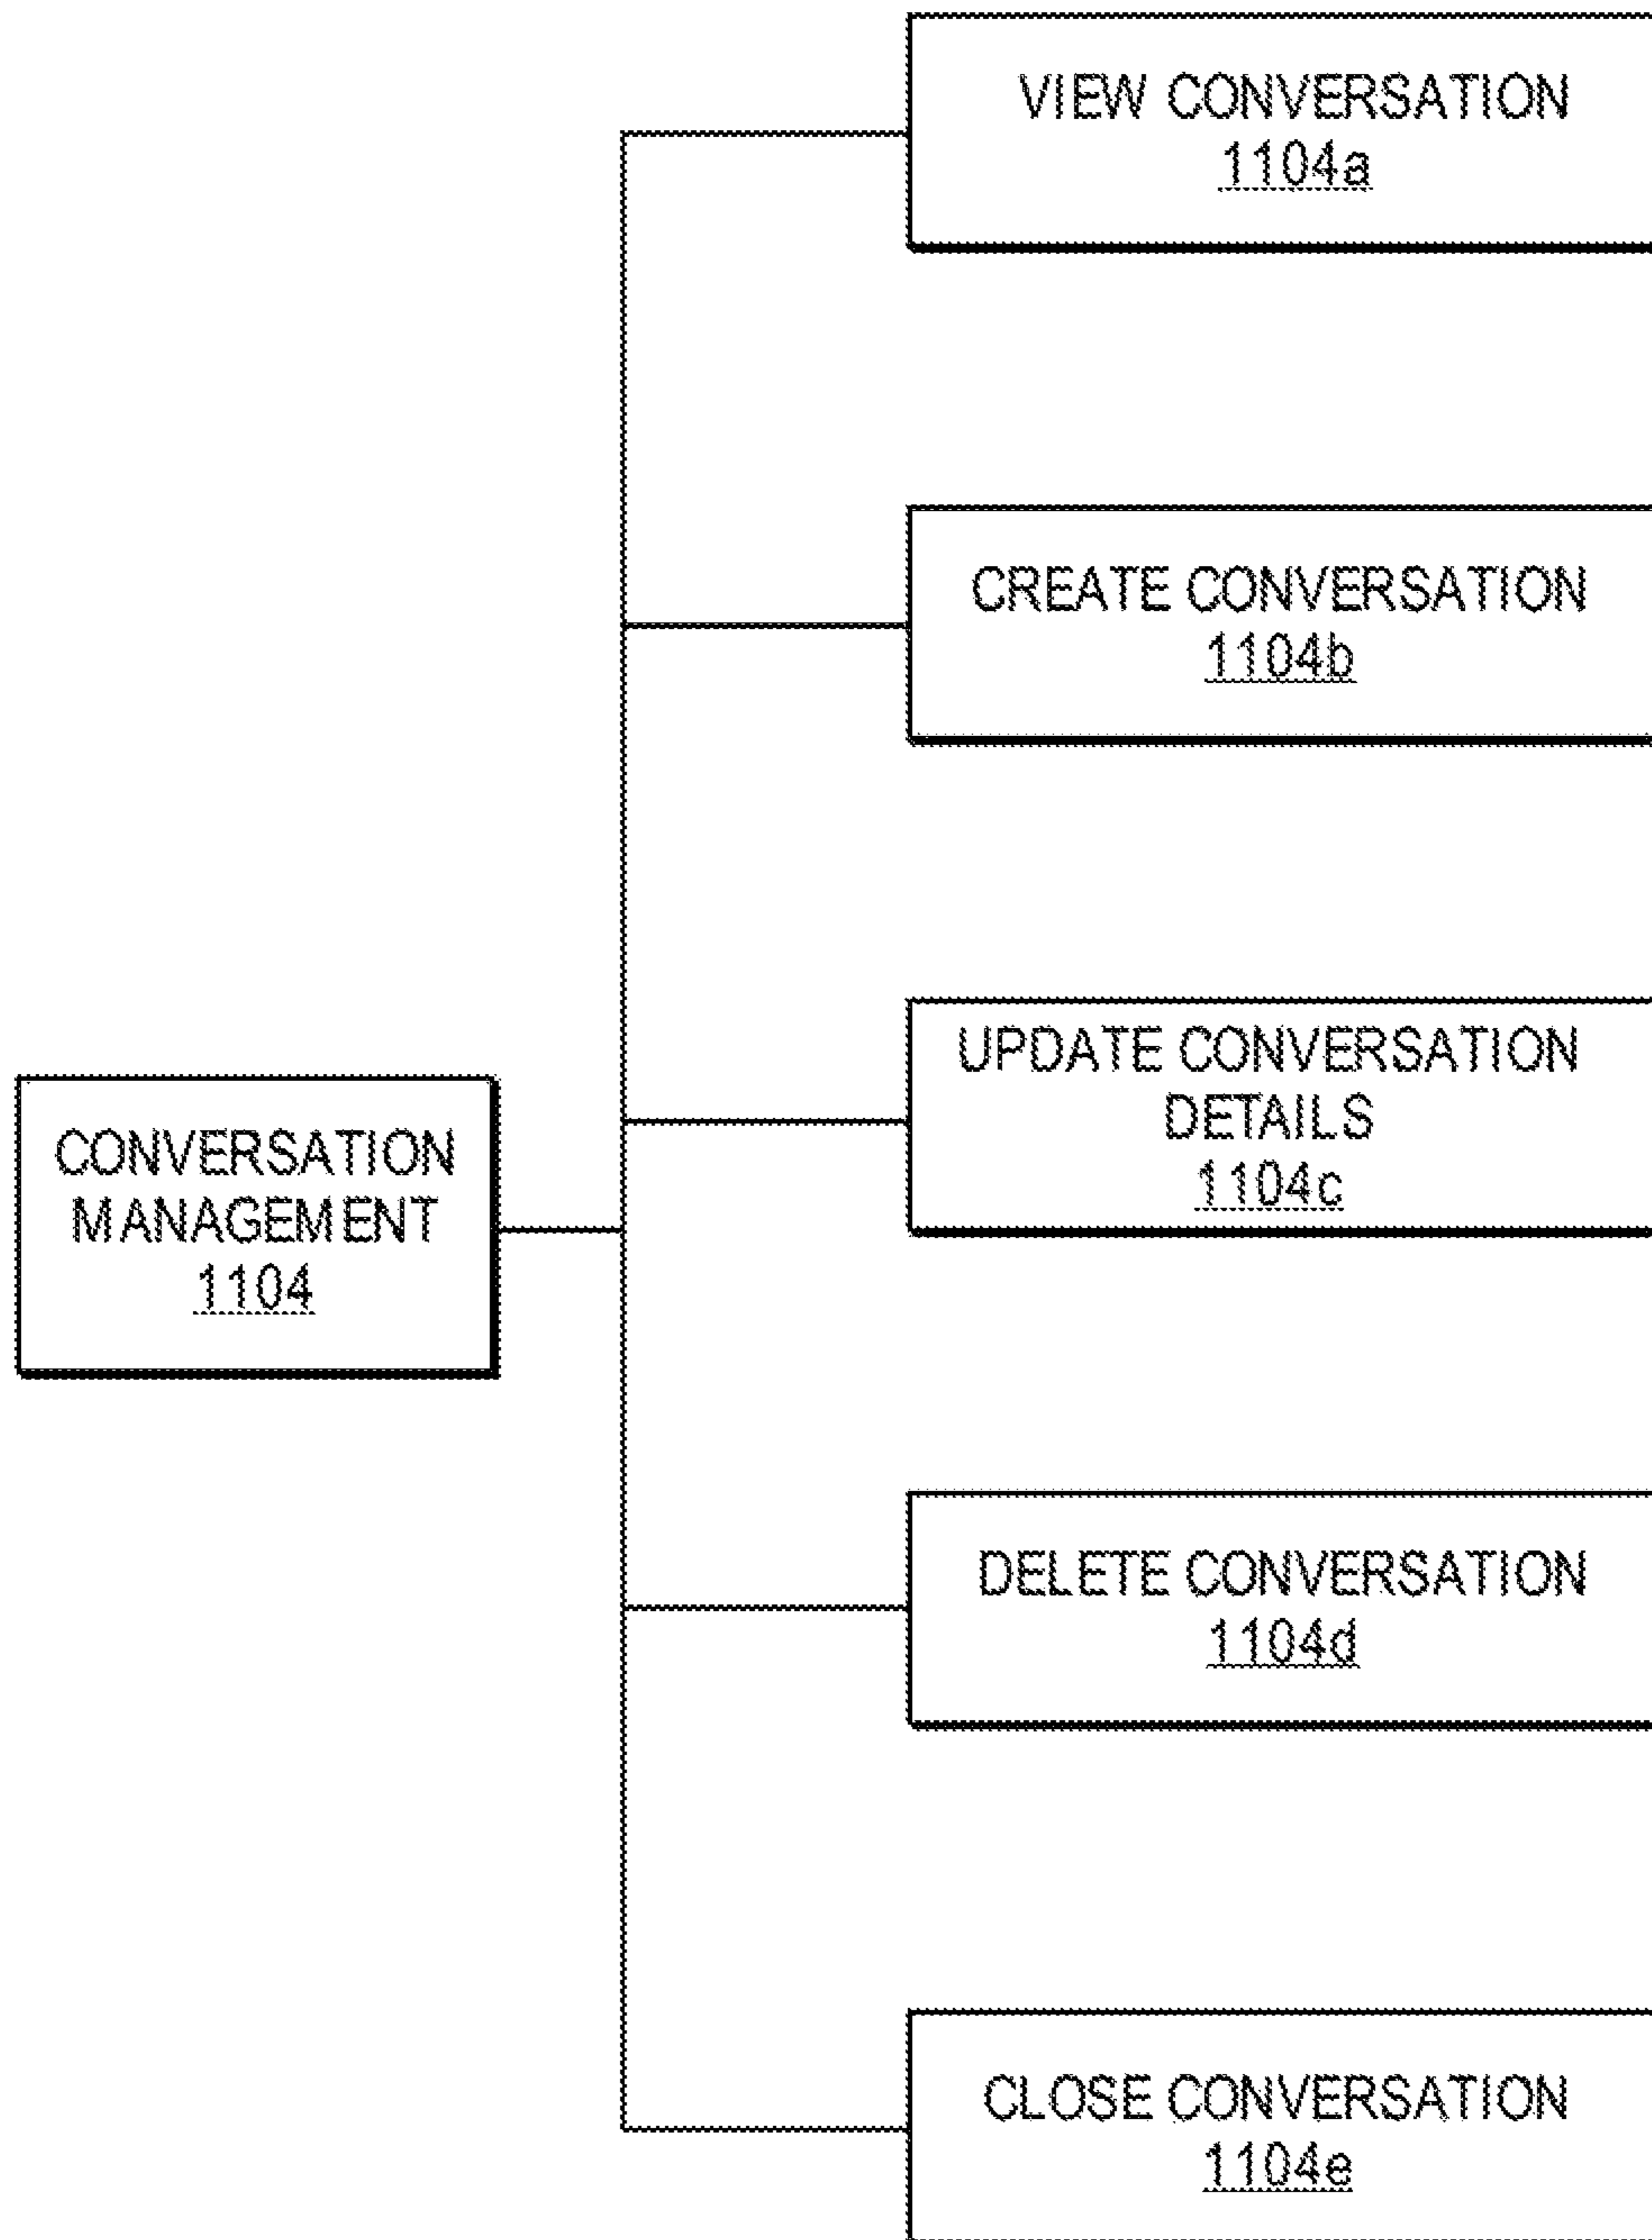 VIEW CONVERSATION
1104a
CREATE CONVERSATION
1104b
UPDATE CONVERSATION
DETAILS
1104c
CONVERSATION
MANAGEMENT
1104
DELETE CONVERSATION
1104d
CLOSE CONVERSATION
1104e